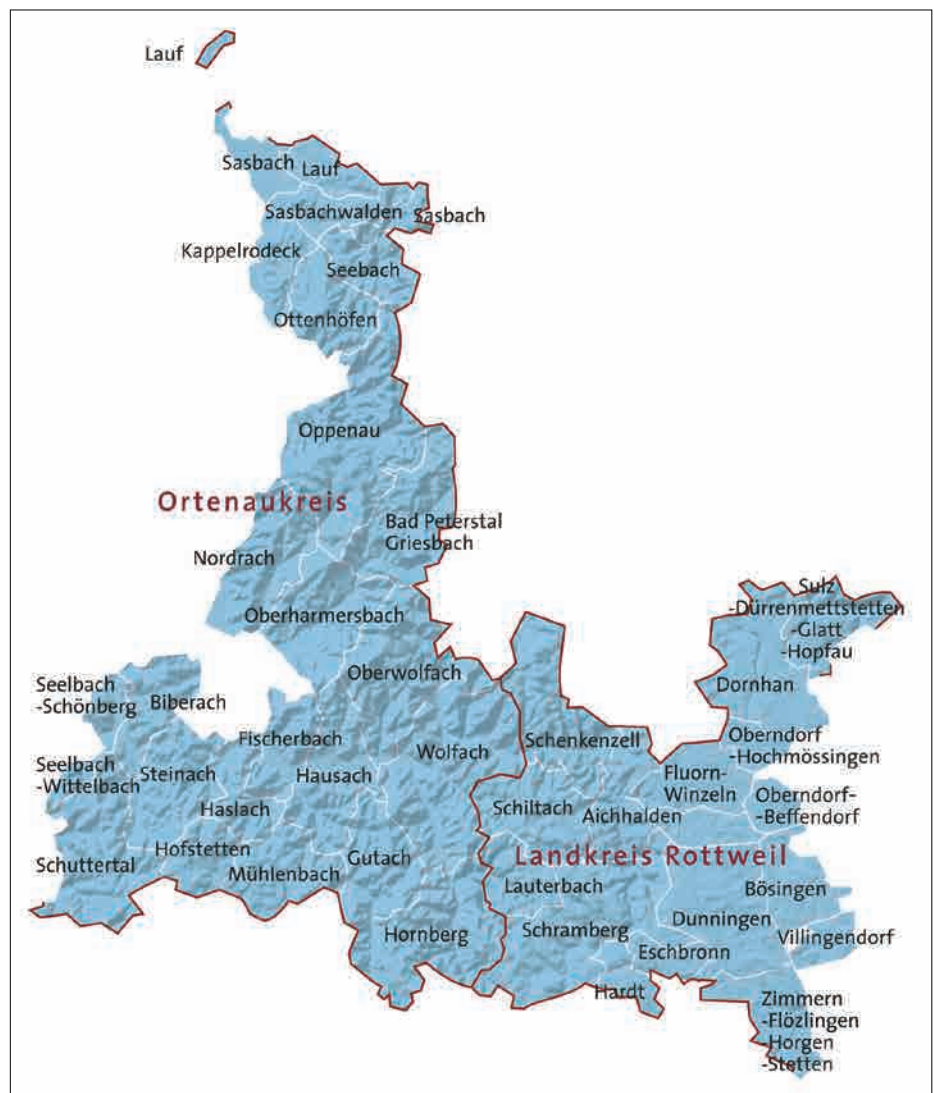 Lauf
Sasbach
Lauf
Sasbachwalden
Sasbach
Kappelrodeck
Seebach
Ottenhöfen
Oppenau
Ortenaukreis
Bad Peterstal
Griesbach
Nordrach
Oberharmersbach
Sulz
-Dürrenmettstetten
-Glatt
-Hopfau
Oberwolfach
Dornhan
Seelbach
-Schönberg
Biberach
Fischerbach
Wolfach
Schenkenzell
Oberndorf
-Hochmössingen
Seelbach
-Wittelbach
Steinach
Hausach
Fluorn-
Winzeln
Haslach
Schiltach
Aichhalden
Oberndorf-
-Beffendorf
Schuttertal
Hofstetten
Mühlenbach
Gutach
Landkreis Rottweil
Lauterbach
Bösingen
Hornberg
Schramberg
Dunningen
Villingendorf
Eschbronn
Hardt
Zimmern
-Flözlingen
-Horgen
-Stetten